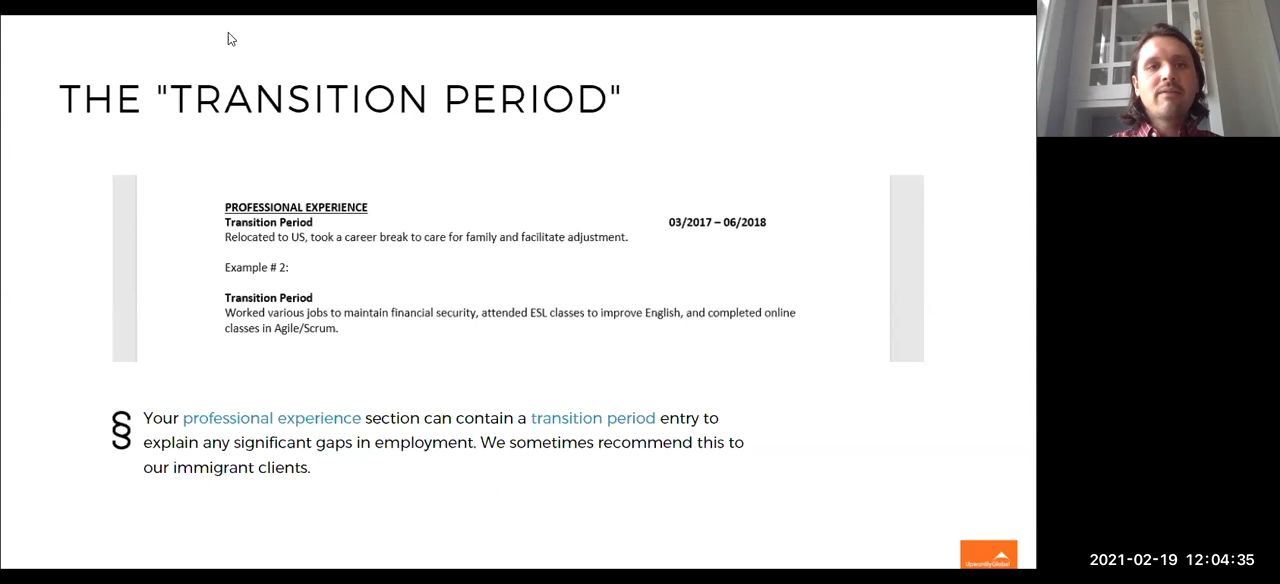 THE "TRANSITION PERIOD"
PROFESSIONAL EXPERIENCE
Transition Period 03/2017 – 06/2018
Relocated to US, took a career break to care for family and facilitate adjustment.
Example # 2:
Transition Period
Worked various jobs to maintain financial security, attended ESL classes to improve English, and completed online
classes in Agile/Scrum.
§ Your professional experience section can contain a transition period entry to
explain any significant gaps in employment. We sometimes recommend this to
our immigrant clients.
UpwardlyGlobal
2021-02-19 12:04:35